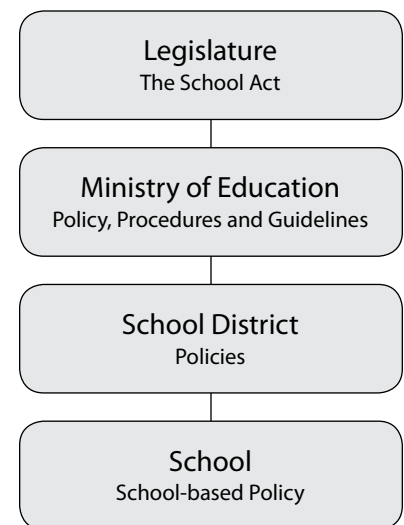 Legislature
The School Act
Ministry of Education
Policy, Procedures and Guidelines
School District
Policies
School
School-based Policy